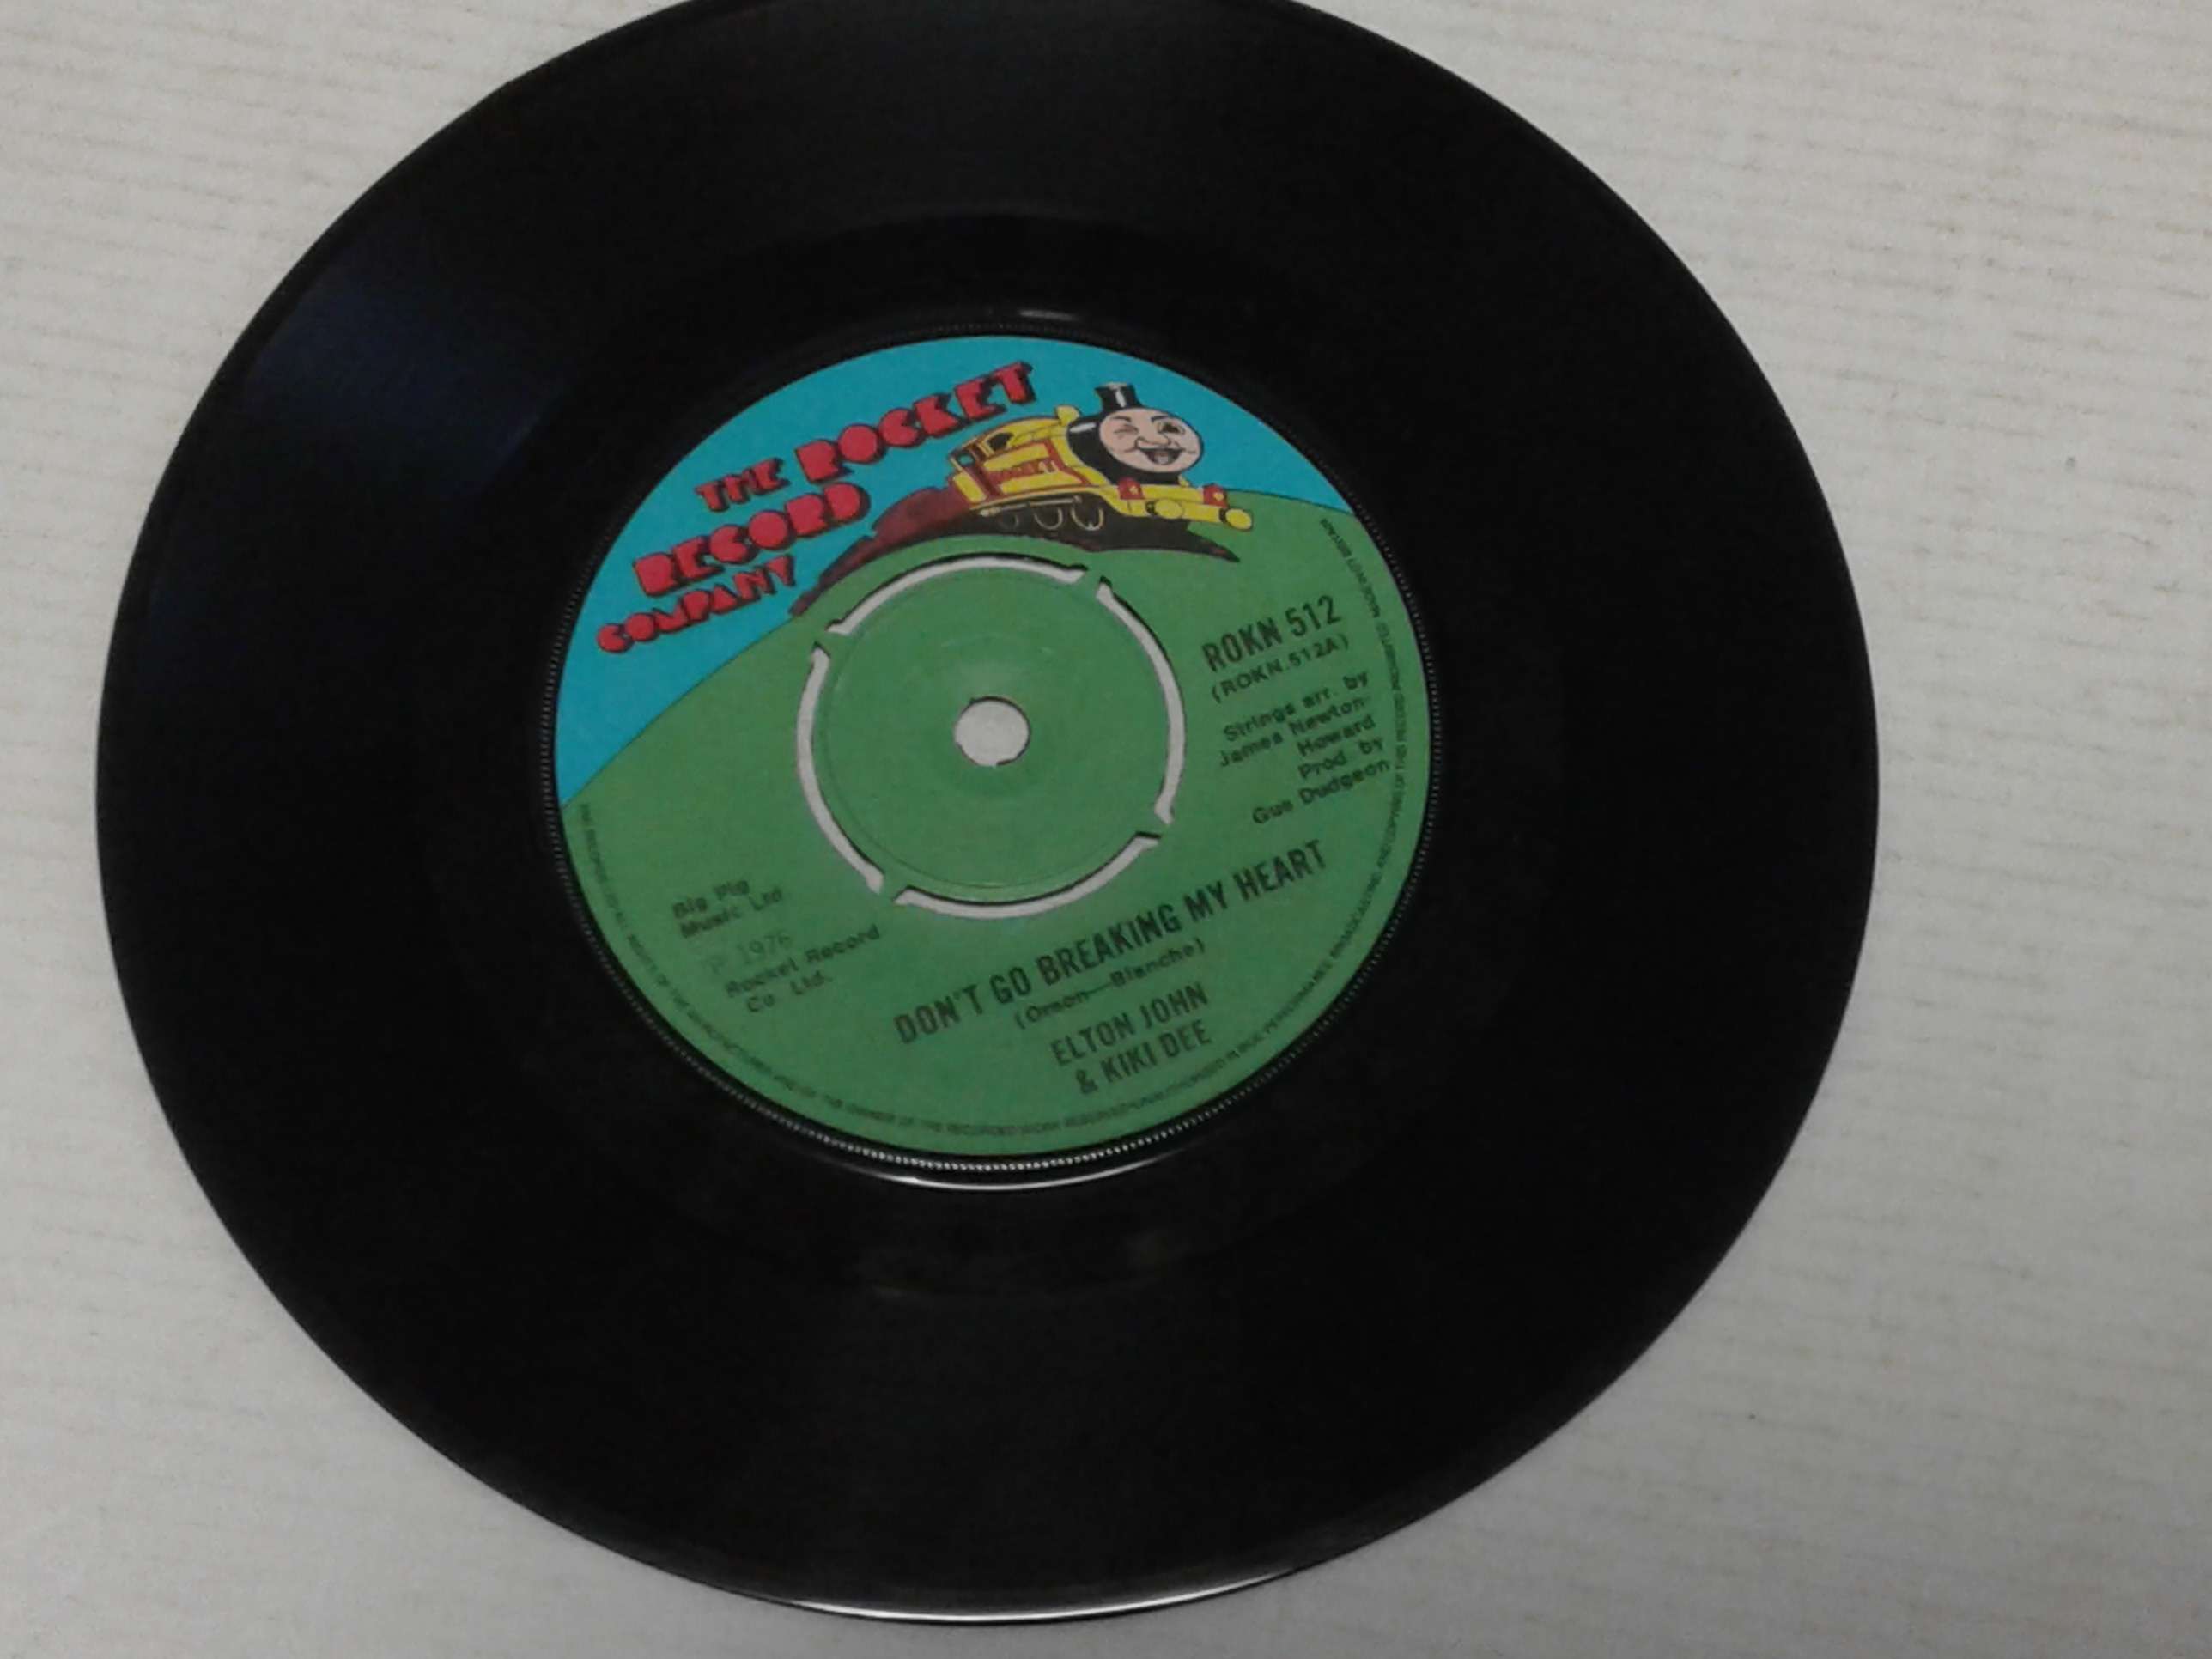 THE ROCKET
RECORD
COMPANY
ROCKET
ROKN 512
(ROKN.512A)
Strings arr. by
James Newton-
Howard
Prod by
Gus Dudgeon
Big Pig
Music Ltd
P 1976
Rocket Record
Co. Ltd.
DON'T GO BREAKING MY HEART
(Orson—Blanche)
ELTON JOHN
& KIKI DEE